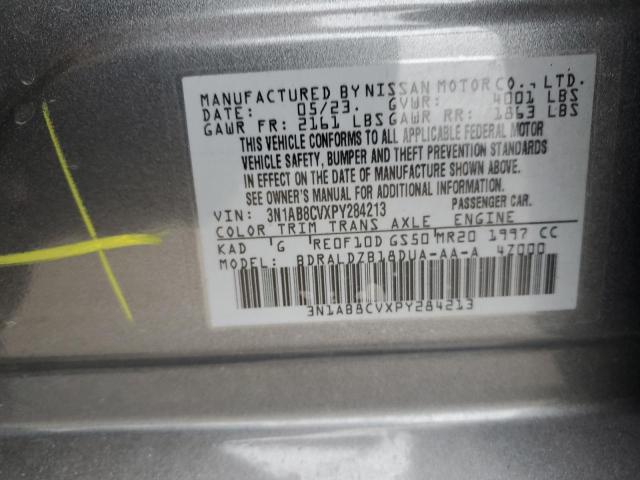 MANUFACTURED BY NISSAN MOTOR CO., LTD.
DATE: 05/23. GVWR: 4001 LBS
GAWR FR: 2161 LBS GAWR RR: 1863 LBS
THIS VEHICLE CONFORMS TO ALL APPLICABLE FEDERAL MOTOR
VEHICLE SAFETY, BUMPER AND THEFT PREVENTION STANDARDS
IN EFFECT ON THE DATE OF MANUFACTURE SHOWN ABOVE.
SEE OWNER'S MANUAL FOR ADDITIONAL INFORMATION.
VIN: 3N1AB8CVXPY284213 PASSENGER CAR.
COLOR TRIM TRANS AXLE ENGINE
KAD G RE0F10D GS50 MR20 1997 CC
MODEL: BDRALDZB18DUA-AA-A 47000
3N1AB8CVXPY284213